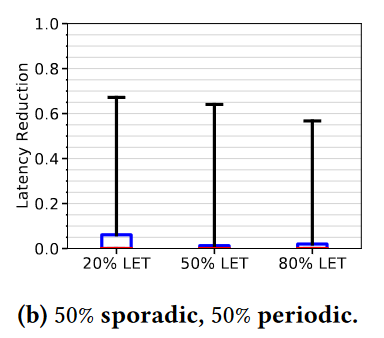 1.0
0.8
0.6
0.4
0.2
0.0
Latency Reduction
20% LET 50% LET 80% LET
(b) 50% sporadic, 50% periodic.